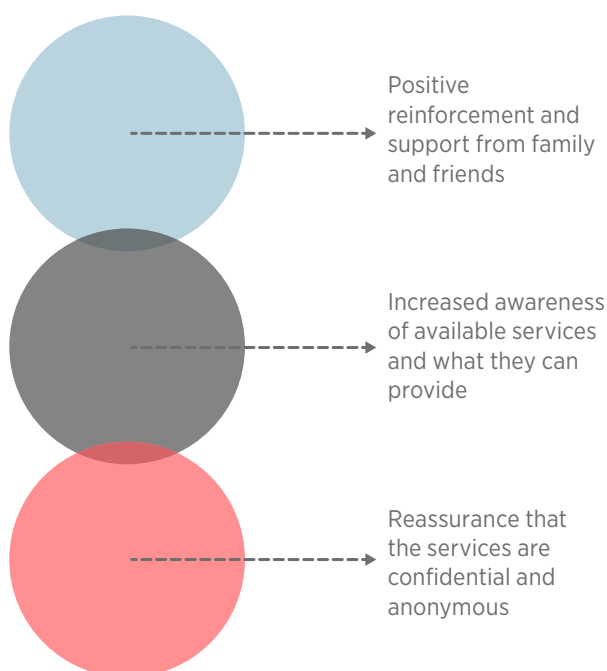 Positive
reinforcement and
support from family
and friends
Increased awareness
of available services
and what they can
provide
Reassurance that
the services are
confidential and
anonymous